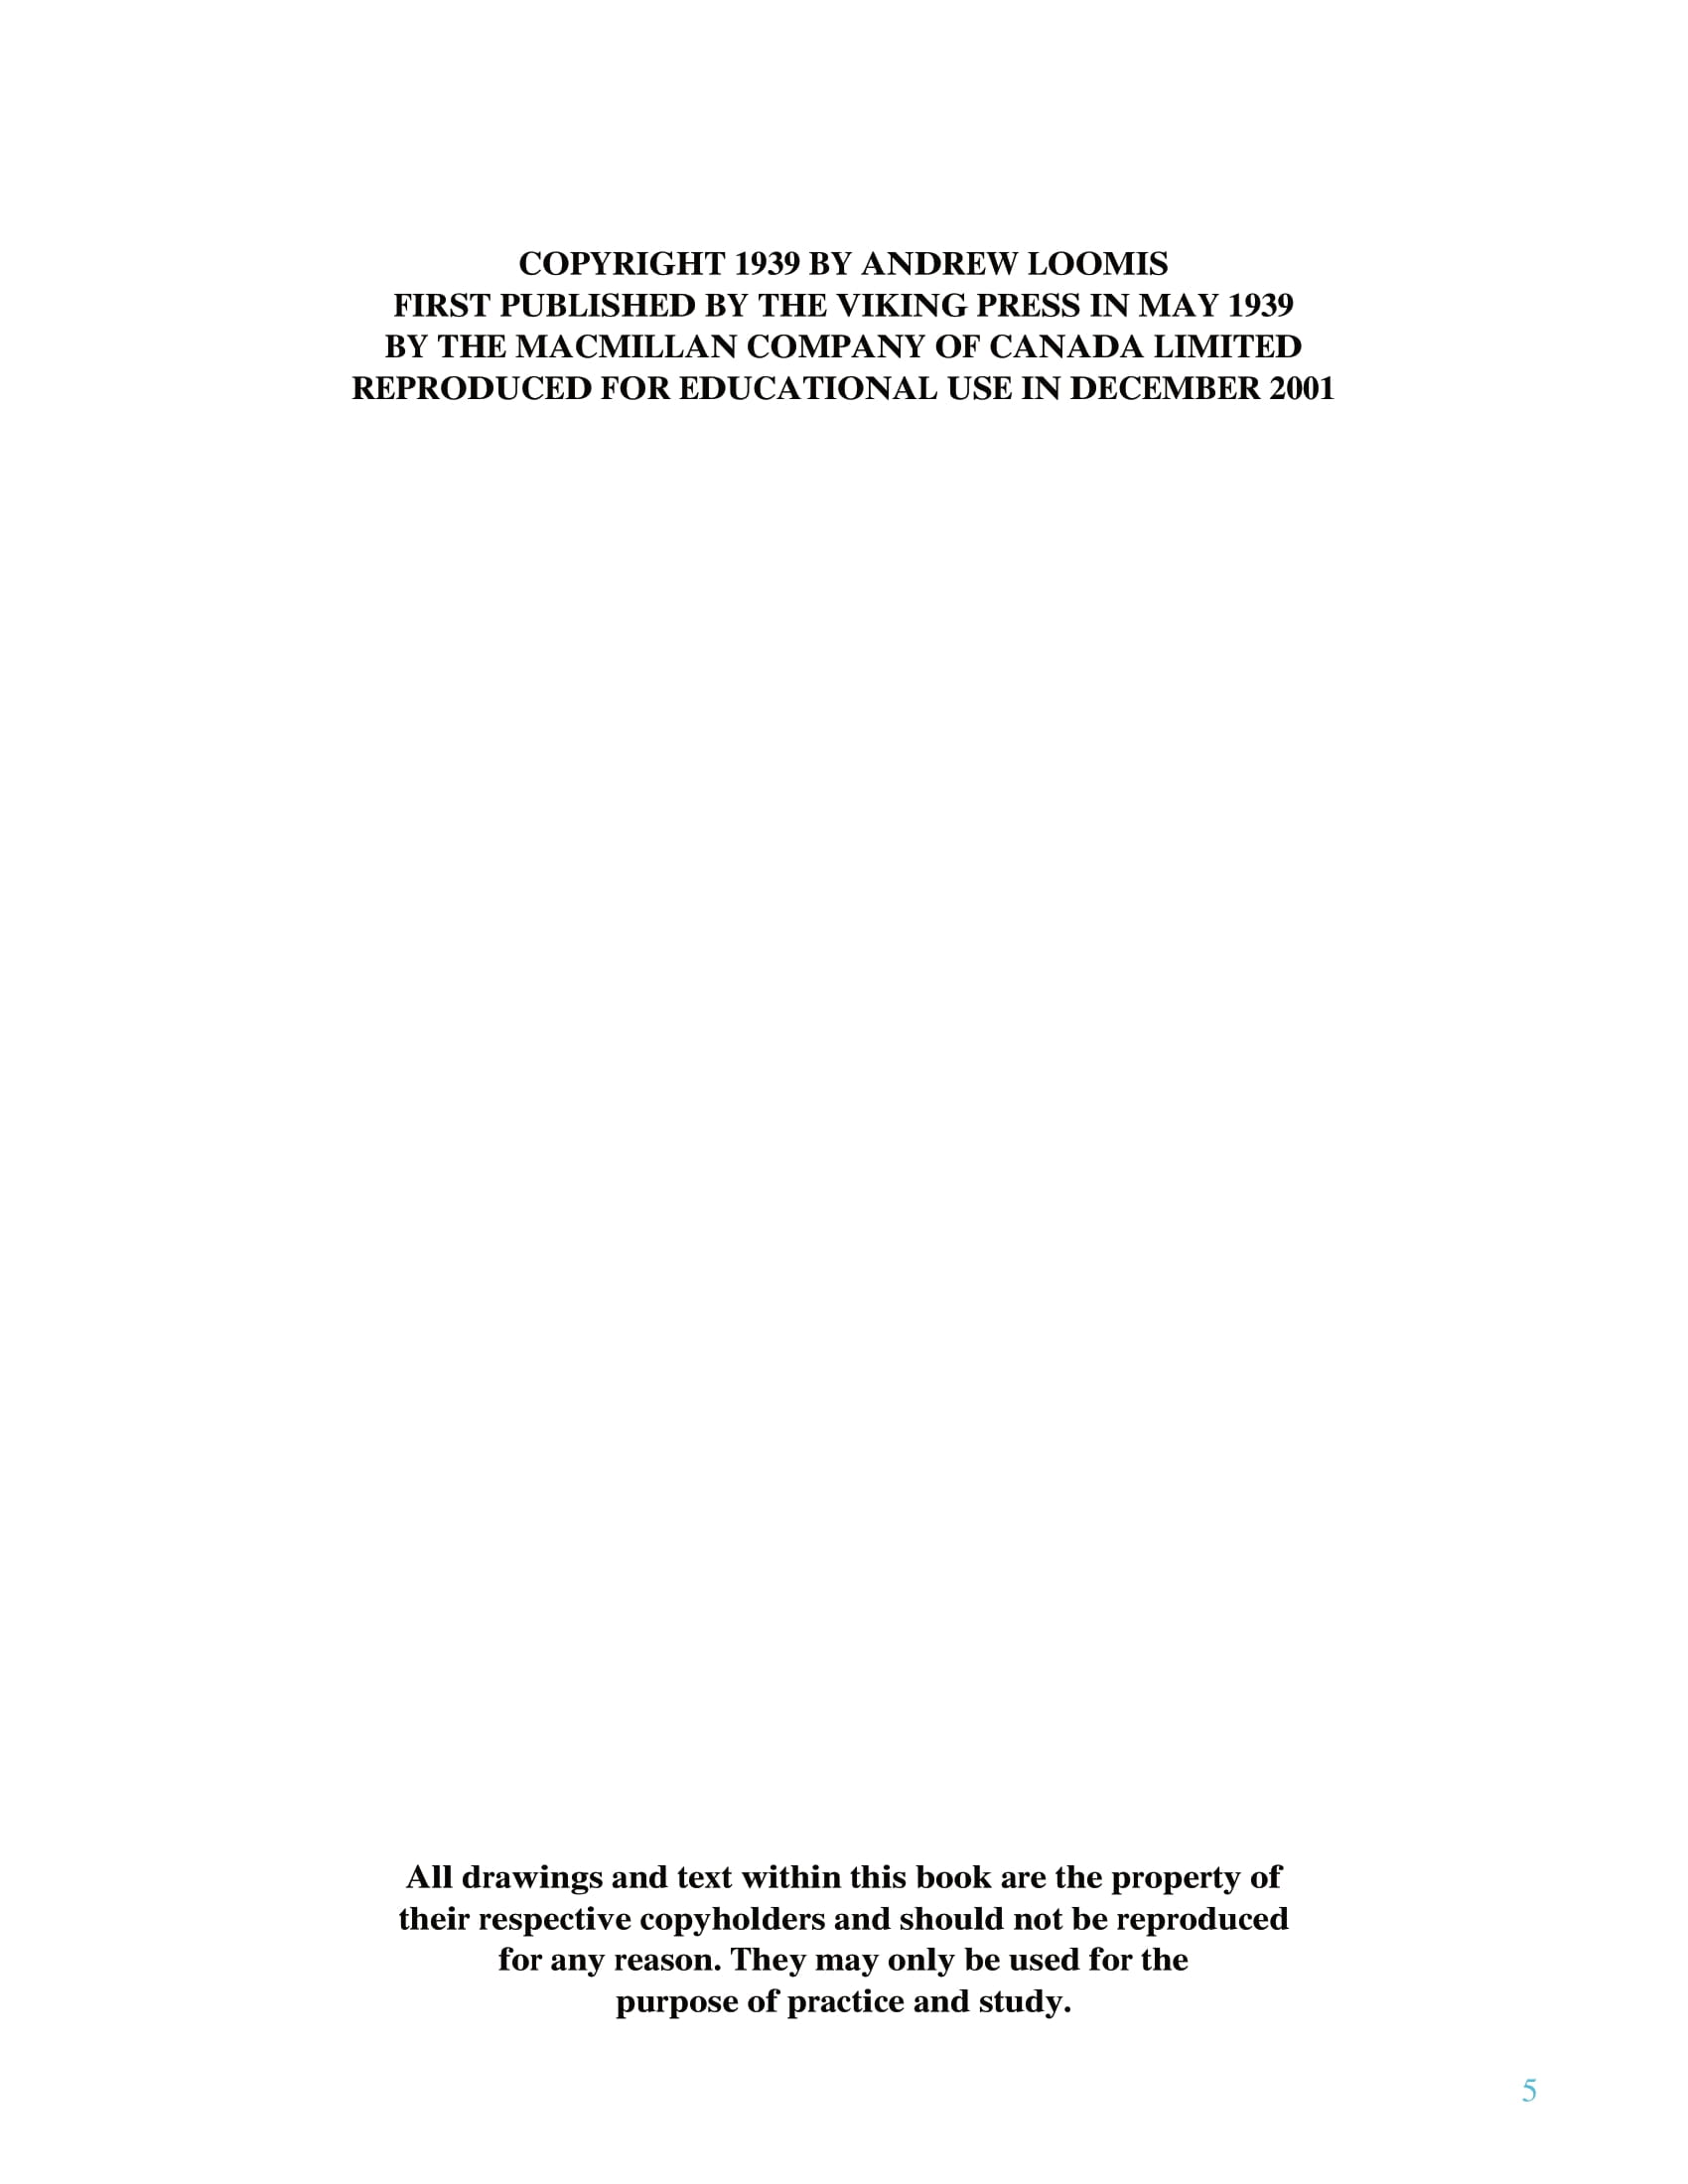 COPYRIGHT 1939 BY ANDREW LOOMIS
FIRST PUBLISHED BY THE VIKING PRESS IN MAY 1939
BY THE MACMILLAN COMPANY OF CANADA LIMITED
REPRODUCED FOR EDUCATIONAL USE IN DECEMBER 2001
All drawings and text within this book are the property of
their respective copyholders and should not be reproduced
for any reason. They may only be used for the
purpose of practice and study.
5